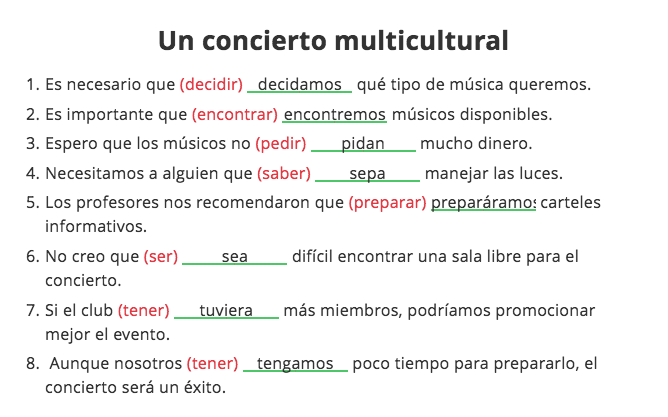 Un concierto multicultural
1. Es necesario que (decidir) decidamos qué tipo de música queremos.
2. Es importante que (encontrar) encontremos músicos disponibles.
3. Espero que los músicos no (pedir) pidan mucho dinero.
4. Necesitamos a alguien que (saber) sepa manejar las luces.
5. Los profesores nos recomendaron que (preparar) preparáramos carteles
informativos.
6. No creo que (ser) sea difícil encontrar una sala libre para el
concierto.
7. Si el club (tener) tuviera más miembros, podríamos promocionar
mejor el evento.
8. Aunque nosotros (tener) tengamos poco tiempo para prepararlo, el
concierto será un éxito.